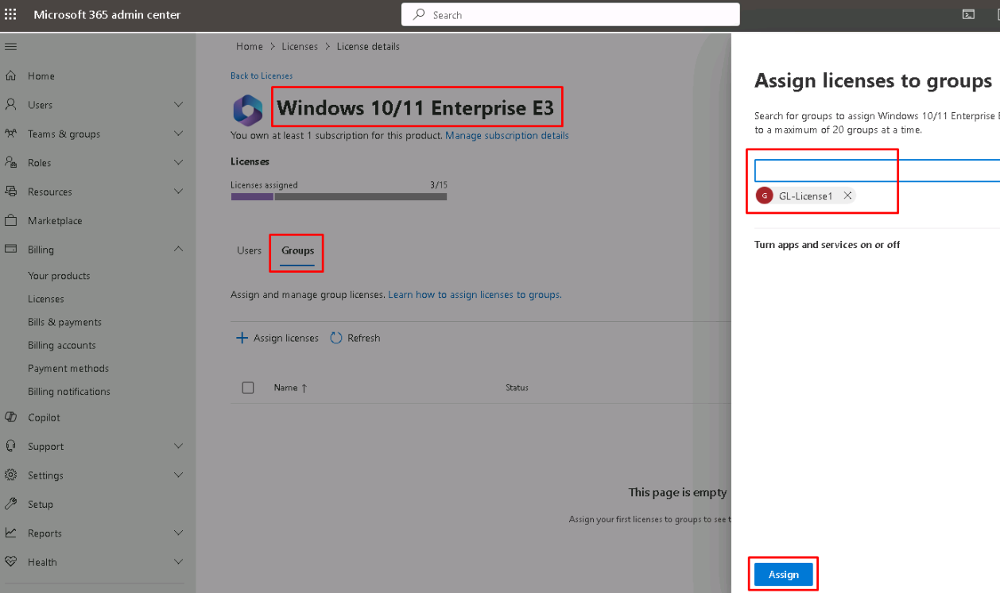 Microsoft 365 admin center
Search
Home
Users
Teams & groups
Roles
Resources
Marketplace
Billing
Your products
Licenses
Bills & payments
Billing accounts
Payment methods
Billing notifications
Copilot
Support
Settings
Setup
Reports
Health
Home > Licenses > License details
Back to Licenses
Windows 10/11 Enterprise E3
You own at least 1 subscription for this product. Manage subscription details
Licenses
Licenses assigned 3/15
Users Groups
Assign and manage group licenses. Learn how to assign licenses to groups.
Assign licenses Refresh
Name ↑ Status
This page is empty
Assign your first licenses to groups to see
Assign licenses to groups
Search for groups to assign Windows 10/11 Enterprise
to a maximum of 20 groups at a time.
G GL-License1
Turn apps and services on or off
Assign